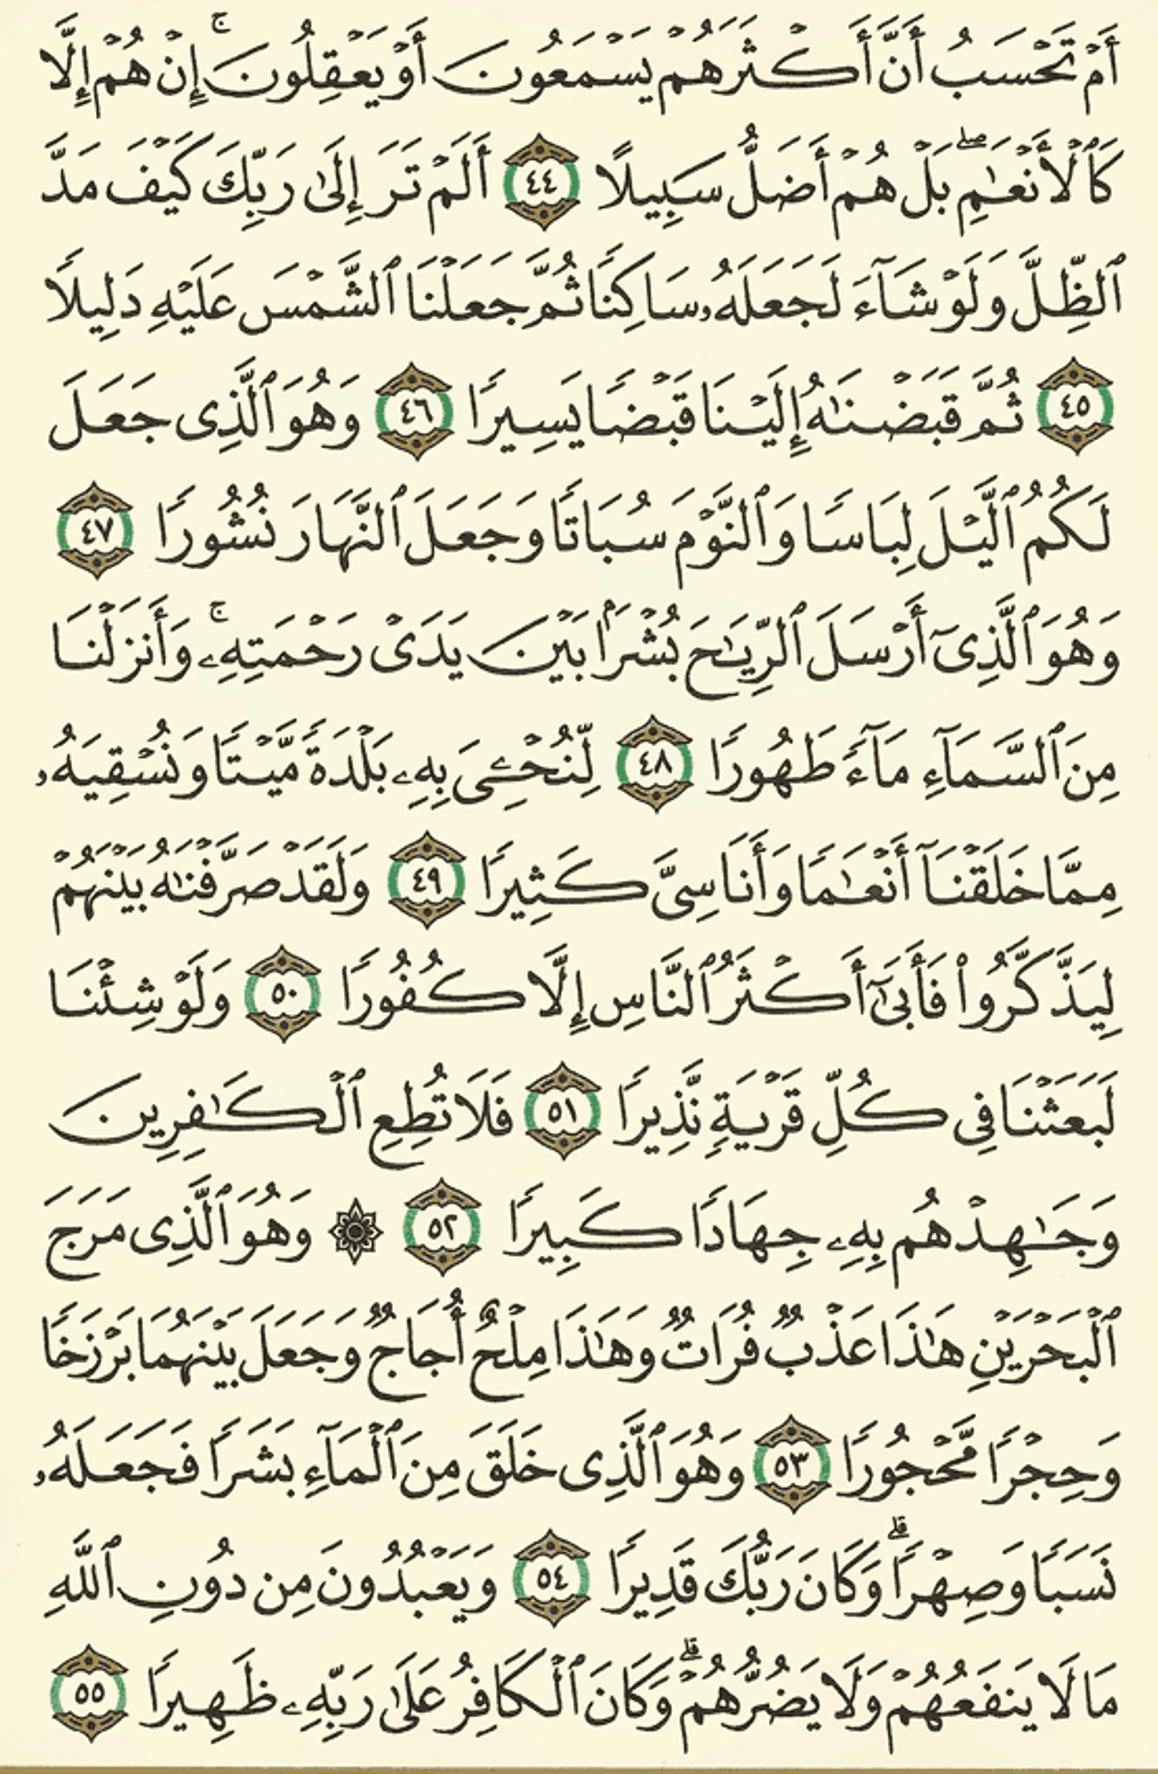 أَمْ تَحْسَبُ أَنَّ أَكْثَرَهُمْ يَسْمَعُونَ أَوْ يَعْقِلُونَ ۚ إِنْ هُمْ إِلَّا
كَٱلْأَنْعَـٰمِ ۖ بَلْ هُمْ أَضَلُّ سَبِيلًا ٤٤ أَلَمْ تَرَ إِلَىٰ رَبِّكَ كَيْفَ مَدَّ
ٱلظِّلَّ وَلَوْ شَآءَ لَجَعَلَهُۥ سَاكِنًا ثُمَّ جَعَلْنَا ٱلشَّمْسَ عَلَيْهِ دَلِيلًا
٤٥ ثُمَّ قَبَضْنَـٰهُ إِلَيْنَا قَبْضًا يَسِيرًا ٤٦ وَهُوَ ٱلَّذِى جَعَلَ
لَكُمُ ٱلَّيْلَ لِبَاسًا وَٱلنَّوْمَ سُبَاتًا وَجَعَلَ ٱلنَّهَارَ نُشُورًا ٤٧
وَهُوَ ٱلَّذِىٓ أَرْسَلَ ٱلرِّيَـٰحَ بُشْرًۢا بَيْنَ يَدَىْ رَحْمَتِهِۦ ۚ وَأَنزَلْنَا
مِنَ ٱلسَّمَآءِ مَآءً طَهُورًا ٤٨ لِّنُحْـِۧىَ بِهِۦ بَلْدَةً مَّيْتًا وَنُسْقِيَهُۥ
مِمَّا خَلَقْنَآ أَنْعَـٰمًا وَأَنَاسِىَّ كَثِيرًا ٤٩ وَلَقَدْ صَرَّفْنَـٰهُ بَيْنَهُمْ
لِيَذَّكَّرُوا۟ فَأَبَىٰٓ أَكْثَرُ ٱلنَّاسِ إِلَّا كُفُورًا ٥٠ وَلَوْ شِئْنَا
لَبَعَثْنَا فِى كُلِّ قَرْيَةٍ نَّذِيرًا ٥١ فَلَا تُطِعِ ٱلْكَـٰفِرِينَ
وَجَـٰهِدْهُم بِهِۦ جِهَادًا كَبِيرًا ٥٢ ۞ وَهُوَ ٱلَّذِى مَرَجَ
ٱلْبَحْرَيْنِ هَـٰذَا عَذْبٌ فُرَاتٌ وَهَـٰذَا مِلْحٌ أُجَاجٌ وَجَعَلَ بَيْنَهُمَا بَرْزَخًا
وَحِجْرًا مَّحْجُورًا ٥٣ وَهُوَ ٱلَّذِى خَلَقَ مِنَ ٱلْمَآءِ بَشَرًا فَجَعَلَهُۥ
نَسَبًا وَصِهْرًا ۗ وَكَانَ رَبُّكَ قَدِيرًا ٥٤ وَيَعْبُدُونَ مِن دُونِ ٱللَّهِ
مَا لَا يَنفَعُهُمْ وَلَا يَضُرُّهُمْ ۗ وَكَانَ ٱلْكَافِرُ عَلَىٰ رَبِّهِۦ ظَهِيرًا ٥٥